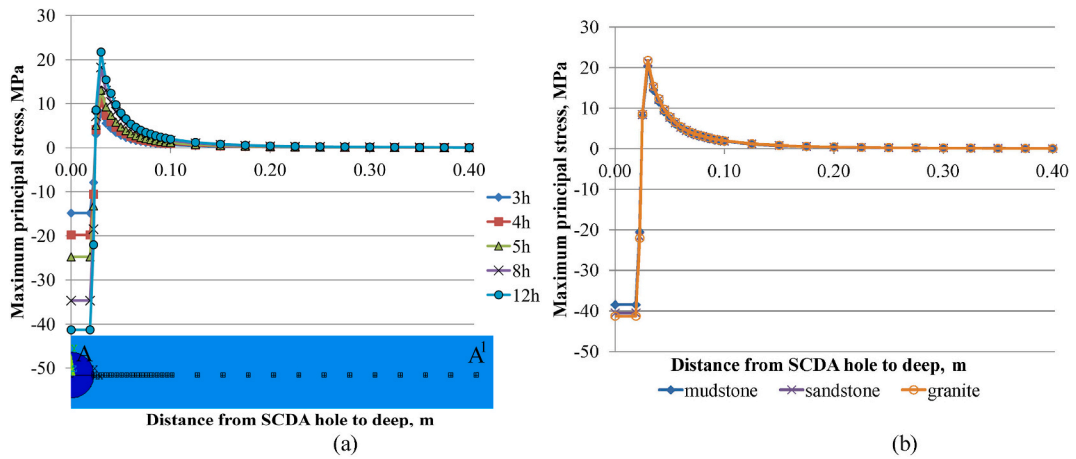 30
20
10
0
-10
-20
-30
-40
-50
Maximum principal stress, MPa
0.00 0.10 0.20 0.30 0.40
3h
4h
5h
8h
12h
A A¹
Distance from SCDA hole to deep, m
(a)
30
20
10
0
-10
-20
-30
-40
-50
Maximum principal stress, MPa
0.00 0.10 0.20 0.30 0.40
Distance from SCDA hole to deep, m
mudstone sandstone granite
(b)